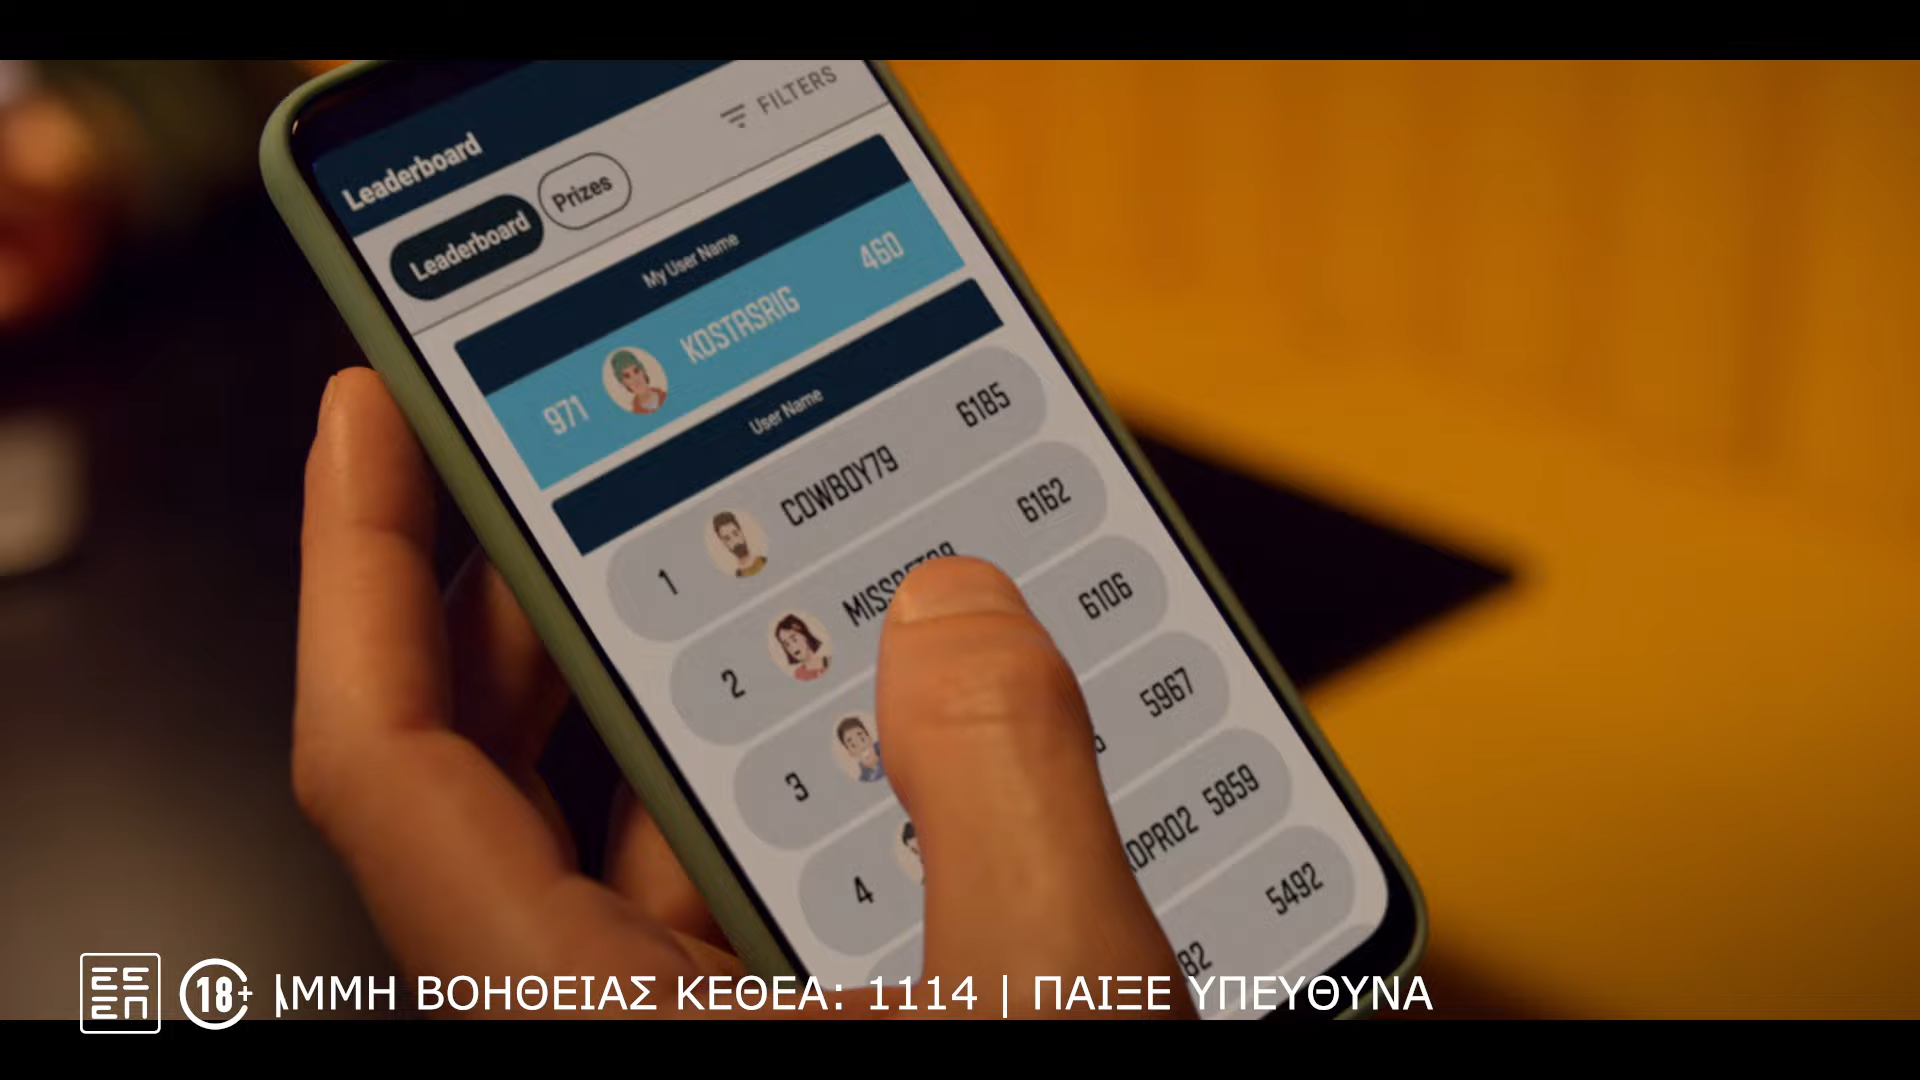 FILTERS
Leaderboard
Leaderboard
Prizes
My User Name
971 KOSTASRIG 460
User Name
1 COWBOY79 6185
2 6162
3 6106
4 5967
5859
5492
ΕΕΕΠ
18+
ΜΜΗ ΒΟΗΘΕΙΑΣ ΚΕΘΕΑ: 1114 | ΠΑΙΞΕ ΥΠΕΥΘΥΝΑ